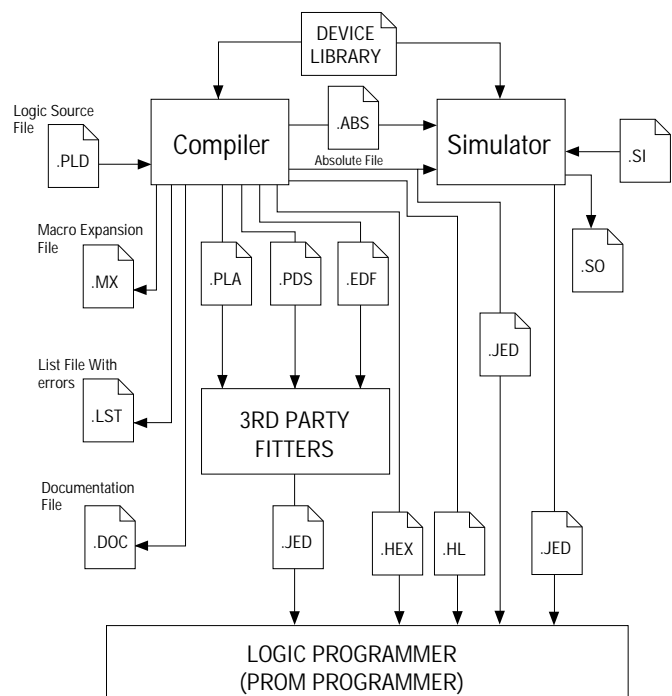 DEVICE
LIBRARY
Logic Source
File
.PLD
Compiler
.ABS
Absolute File
Simulator
.SI
.SO
Macro Expansion
File
.MX
.PLA
.PDS
.EDF
.JED
List File With
errors
.LST
3RD PARTY
FITTERS
Documentation
File
.DOC
.JED
.HEX
.HL
.JED
LOGIC PROGRAMMER
(PROM PROGRAMMER)